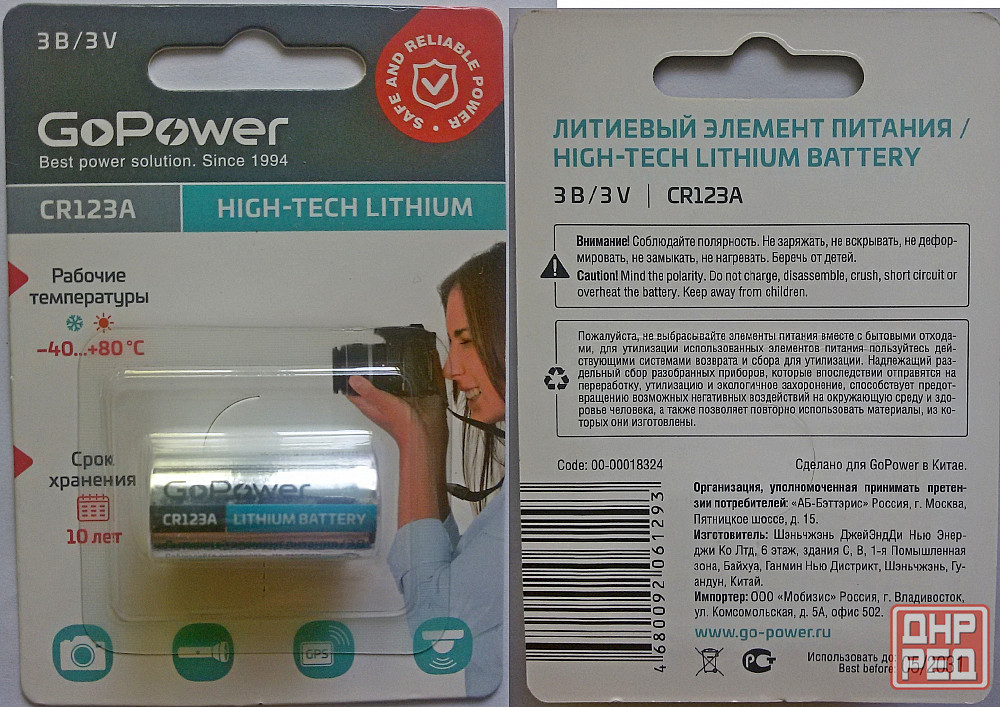 3 В / 3 V
SAFE AND RELIABLE POWER •
GoPower
Best power solution. Since 1994
CR123A
HIGH-TECH LITHIUM
Рабочие
температуры
–40...+80 °C
Срок
хранения
10 лет
GoPower
CR123A LITHIUM BATTERY
GPS
ЛИТИЕВЫЙ ЭЛЕМЕНТ ПИТАНИЯ /
HIGH-TECH LITHIUM BATTERY
3 В / 3 V | CR123A
Внимание! Соблюдайте полярность. Не заряжать, не вскрывать, не дефор-
мировать, не замыкать, не нагревать. Беречь от детей.
Caution! Mind the polarity. Do not charge, disassemble, crush, short circuit or
overheat the battery. Keep away from children.
Пожалуйста, не выбрасывайте элементы питания вместе с бытовыми отхода-
ми, для утилизации использованных элементов питания пользуйтесь дей-
ствующими системами возврата и сбора для утилизации. Надлежащий раз-
дельный сбор разобранных приборов, которые впоследствии отправятся на
переработку, утилизацию и экологичное захоронение, способствует предот-
вращению возможных негативных воздействий на окружающую среду и здо-
ровье человека, а также позволяет повторно использовать материалы, из ко-
торых они изготовлены.
Code: 00-00018324
Сделано для GoPower в Китае.
4680092061293
Организация, уполномоченная принимать претен-
зии потребителей: «АБ-Бэттэрис» Россия, г. Москва,
Пятницкое шоссе, д. 15.
Изготовитель: Шэньчжэнь ДжейЭндДи Нью Энер-
джи Ко Лтд, 6 этаж, здания С, В, 1-я Помышленная
зона, Байхуа, Ганмин Нью Дистрикт, Шэньчжэнь, Гу-
андун, Китай.
Импортер: ООО «Мобизис» Россия, г. Владивосток,
ул. Комсомольская, д. 5А, офис 502.
www.go-power.ru
Использовать до:
Best before: 05/2031
ДНР
РЕД